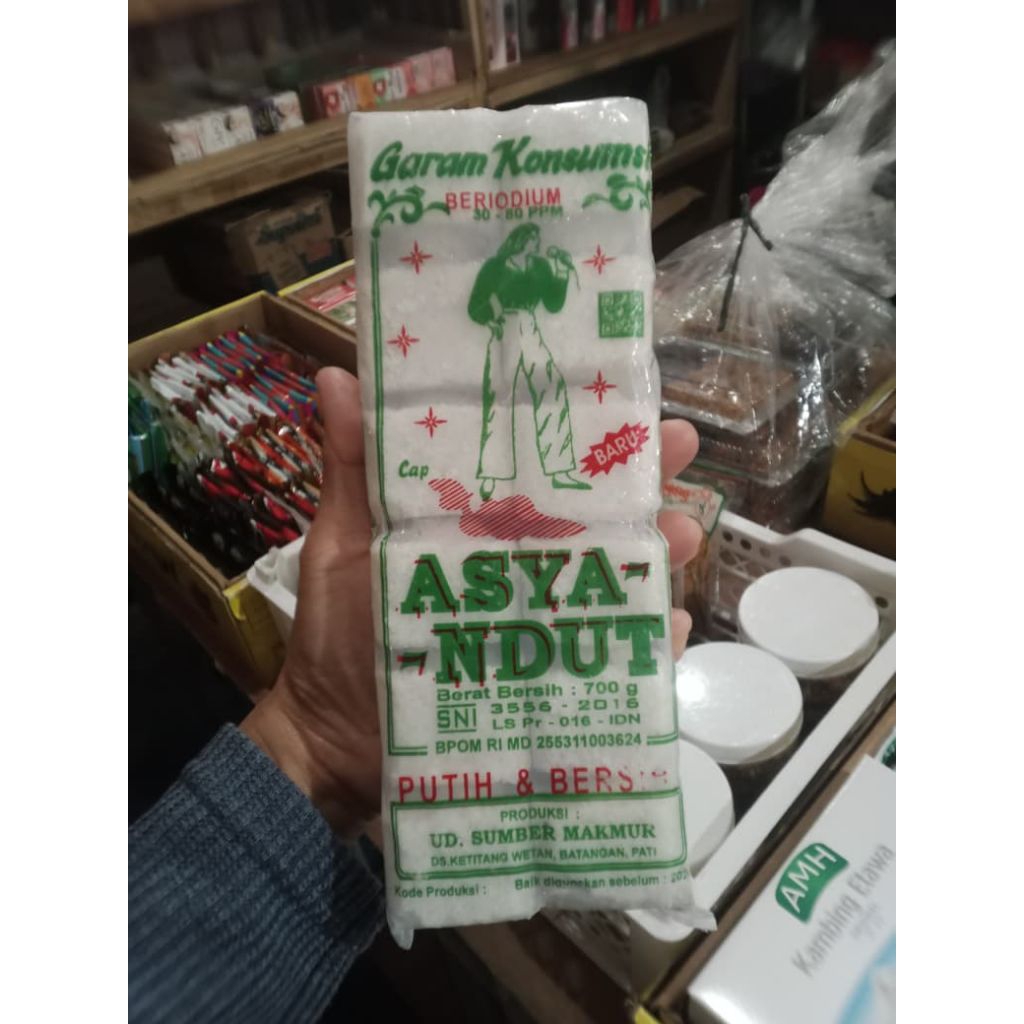 Garam Konsumsi
BERIODIUM
30 - 80 PPM
BARU
Cap
ASYA-
-NDUT
Berat Bersih : 700 g
SNI 3556 - 2016
LS Pr - 016 - IDN
BPOM RI MD 255311003624
PUTIH & BERSIH
PRODUKSI :
UD. SUMBER MAKMUR
DS.KETITANG WETAN, BATANGAN, PATI
Kode Produksi : Baik digunakan sebelum :
AMH
Kambing Etawa